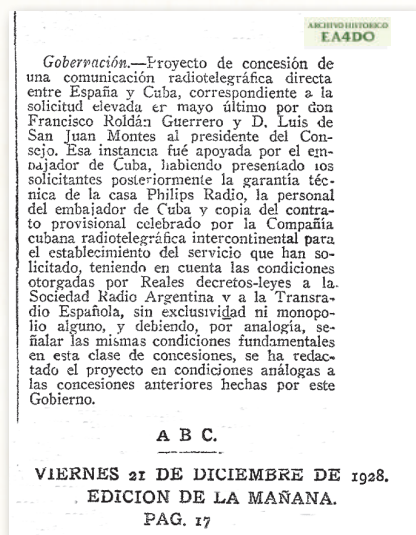 ARCHIVO HISTORICO
EA4DO
Gobernación.—Proyecto de concesión de
una comunicación radiotelegráfica directa
entre España y Cuba, correspondiente a la
solicitud elevada er mayo último por don
Francisco Roldán Guerrero y D. Luis de
San Juan Montes al presidente del Con-
sejo. Esa instancia fué apoyada por el em-
bajador de Cuba, habiendo presentado los
solicitantes posteriormente la garantía téc-
nica de la casa Philips Radio, la personal
del embajador de Cuba y copia del contra-
to provisional celebrado por la Compañía
cubana radiotelegráfica intercontinental para
el establecimiento del servicio que han so-
licitado, teniendo en cuenta las condiciones
otorgadas por Reales decretos-leyes a la
Sociedad Radio Argentina y a la Transra-
dio Española, sin exclusividad ni monopo-
lio alguno, y debiendo, por analogía, se-
ñalar las mismas condiciones fundamentales
en esta clase de concesiones, se ha redac-
tado el proyecto en condiciones análogas a
las concesiones anteriores hechas por este
Gobierno.
A B C.
VIERNES 21 DE DICIEMBRE DE 1928.
EDICION DE LA MAÑANA.
PAG. 17